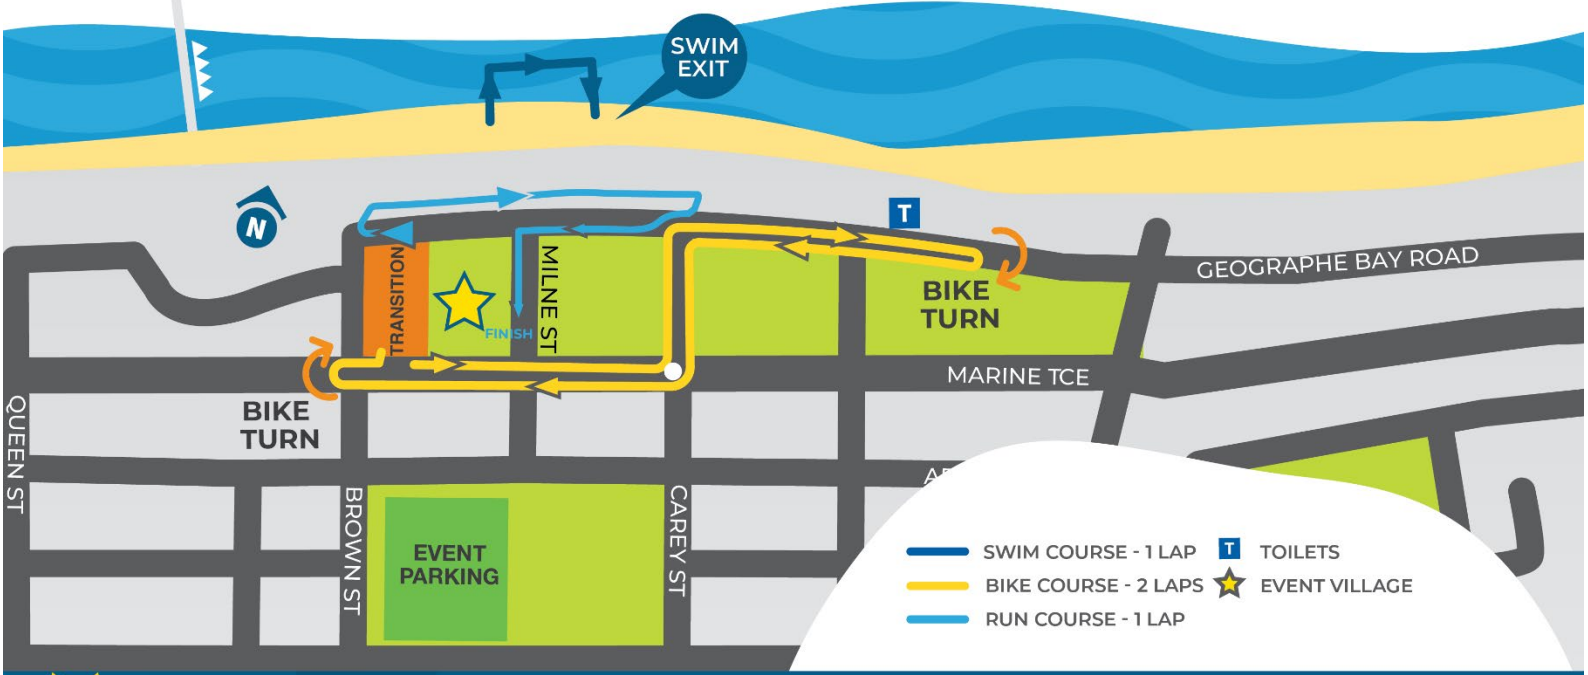 SWIM
EXIT
N
T
TRANSITION
MILNE ST
FINISH
BIKE
TURN
GEOGRAPHE BAY ROAD
MARINE TCE
BIKE
TURN
QUEEN ST
BROWN ST
CAREY ST
EVENT
PARKING
SWIM COURSE - 1 LAP
T TOILETS
BIKE COURSE - 2 LAPS
EVENT VILLAGE
RUN COURSE - 1 LAP